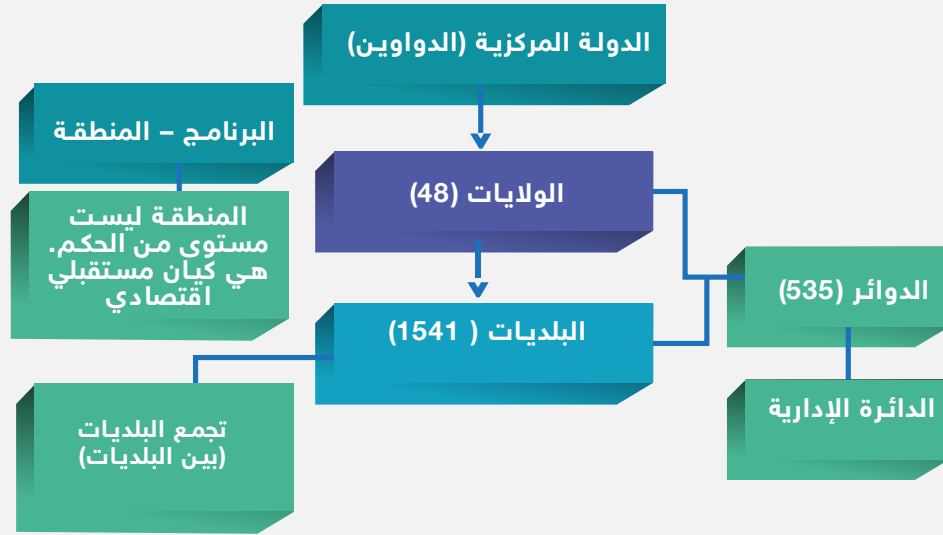 الدولة المركزية (الدواوين)
البرنامج – المنطقة
الولايات (48)
المنطقة ليست
مستوى من الحكم.
هي كيان مستقبلي
اقتصادي
الدوائر (535)
البلديات ( 1541)
الدائرة الإدارية
تجمع البلديات
(بين البلديات)